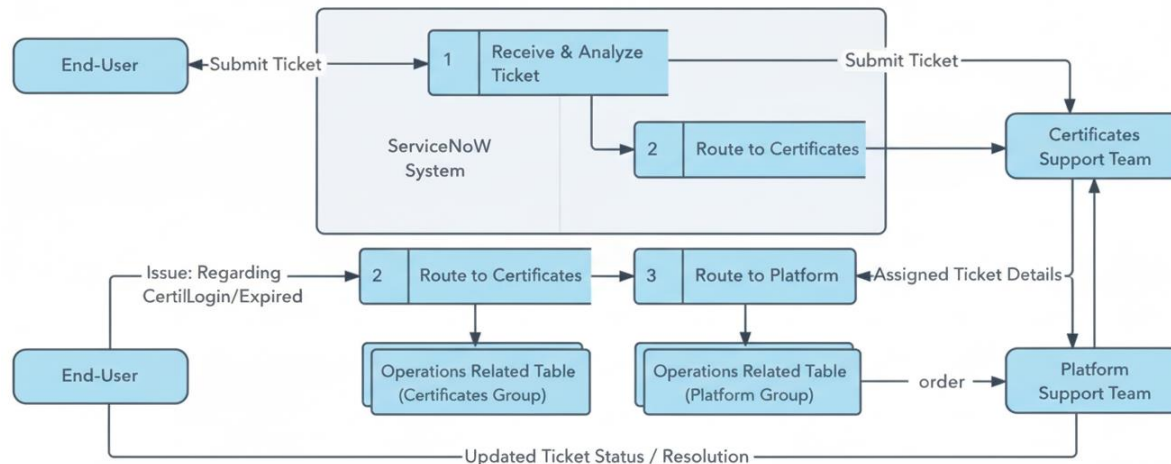 End-User
Submit Ticket
1
Receive & Analyze
Ticket
Submit Ticket
ServiceNoW
System
2
Route to Certificates
Certificates
Support Team
Issue: Regarding
CertilLogin/Expired
2
Route to Certificates
3
Route to Platform
Assigned Ticket Details
End-User
Operations Related Table
(Certificates Group)
Operations Related Table
(Platform Group)
order
Platform
Support Team
Updated Ticket Status / Resolution